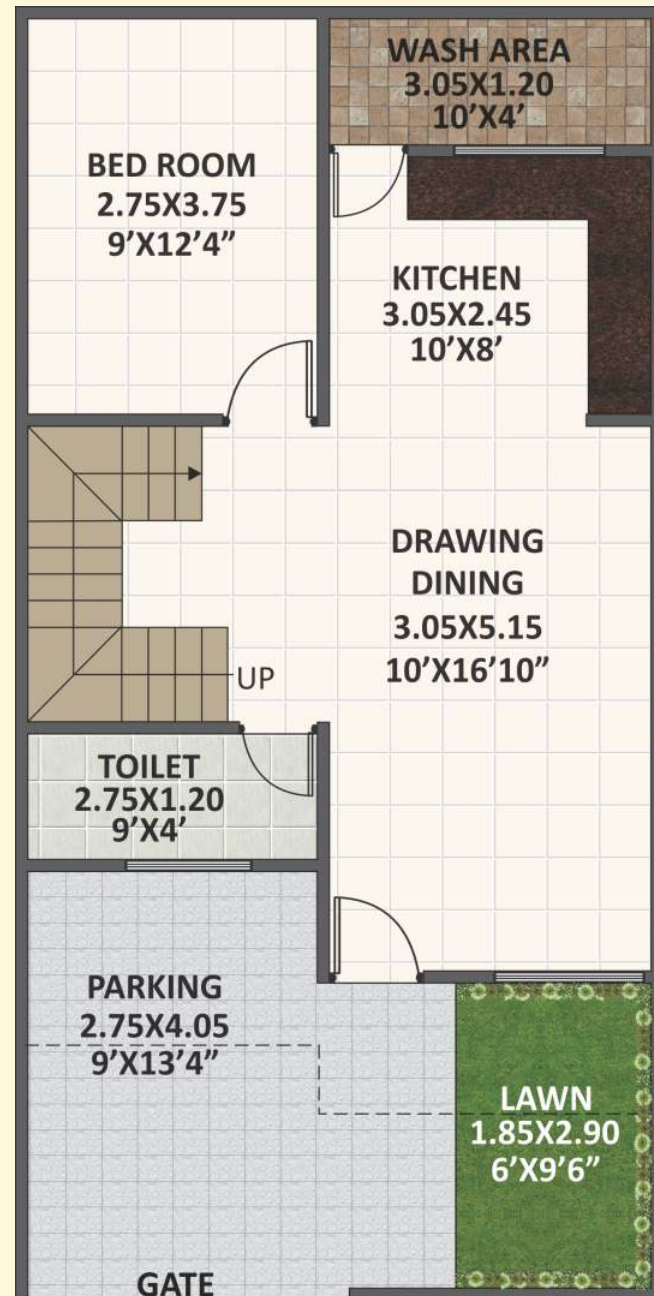 WASH AREA
3.05X1.20
10’X4’
BED ROOM
2.75X3.75
9’X12’4”
KITCHEN
3.05X2.45
10’X8’
DRAWING
DINING
3.05X5.15
10’X16’10”
UP
TOILET
2.75X1.20
9’X4’
PARKING
2.75X4.05
9’X13’4”
LAWN
1.85X2.90
6’X9’6”
GATE